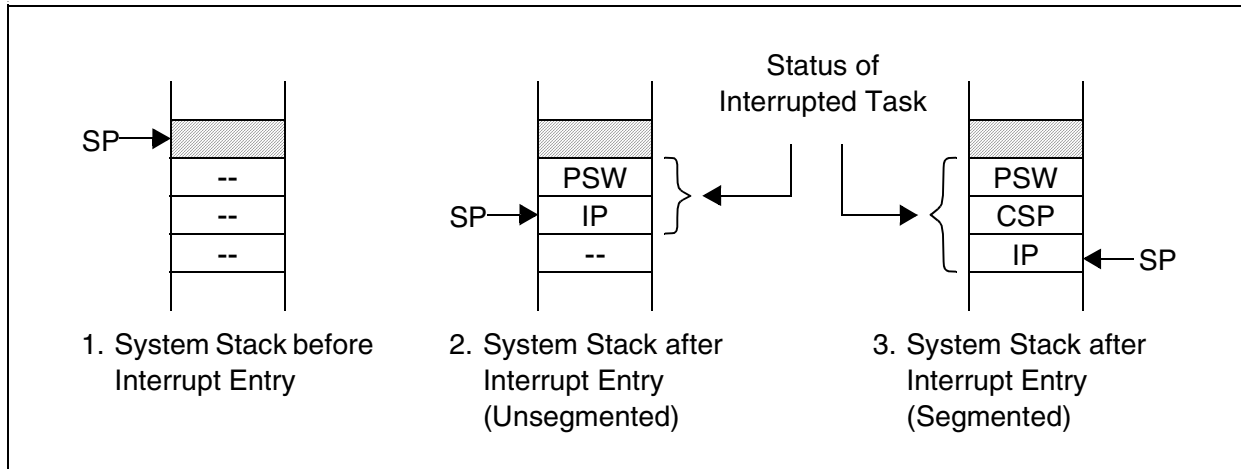 Status of
Interrupted Task
SP
--
--
--
SP
PSW
IP
--
PSW
CSP
IP
SP
1. System Stack before
Interrupt Entry
2. System Stack after
Interrupt Entry
(Unsegmented)
3. System Stack after
Interrupt Entry
(Segmented)